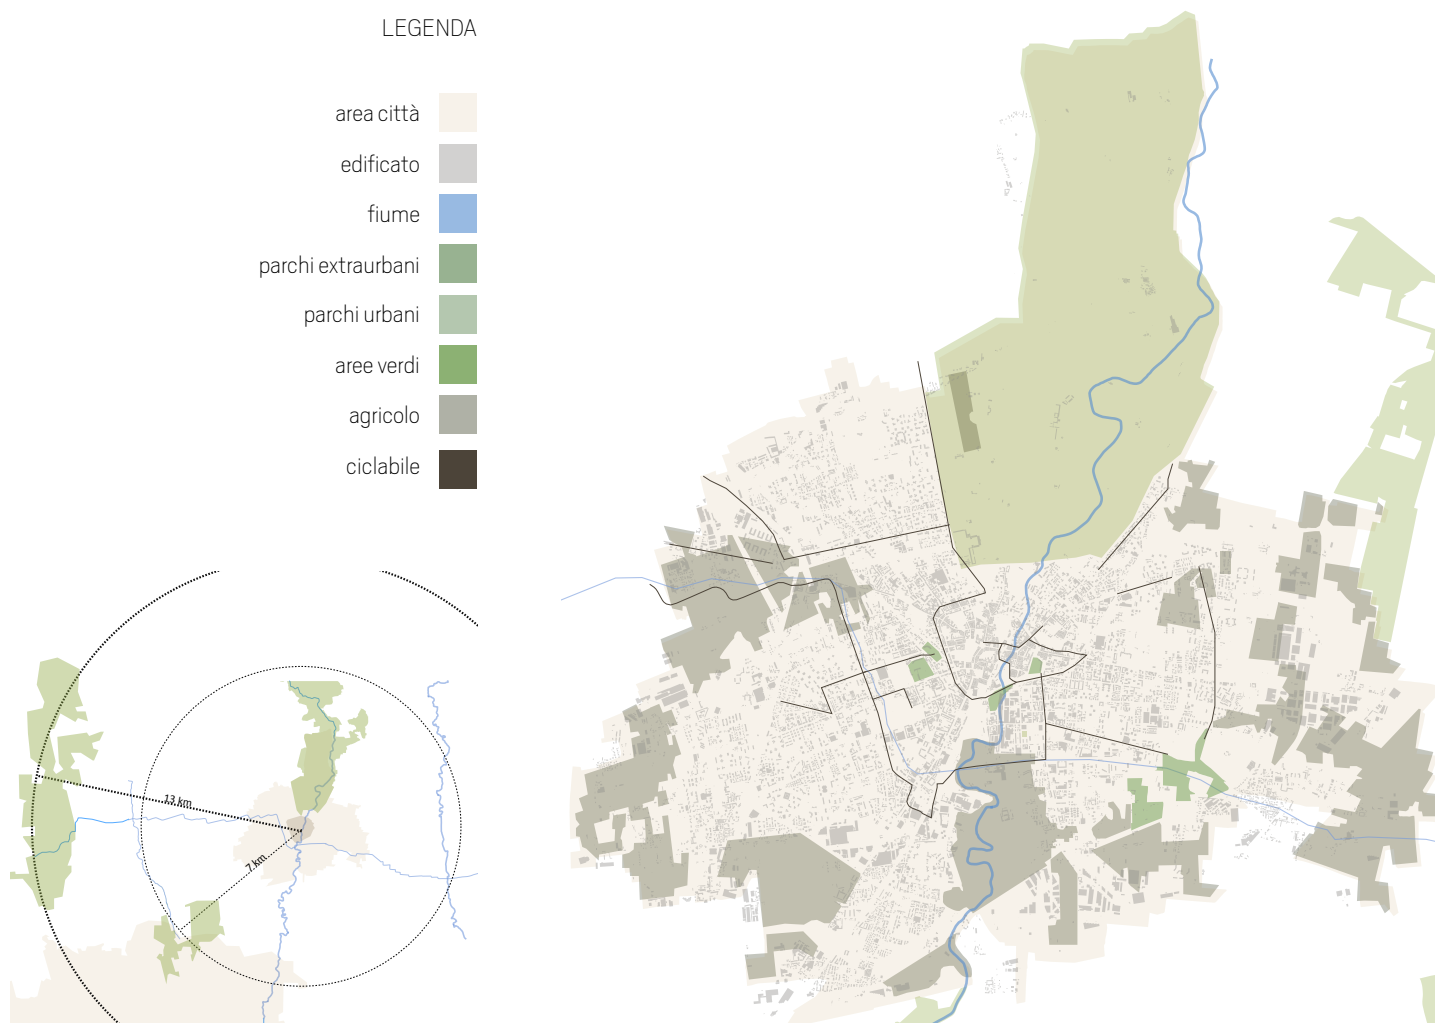 LEGENDA
area città
edificato
fiume
parchi extraurbani
parchi urbani
aree verdi
agricolo
ciclabile
13 km
7 km